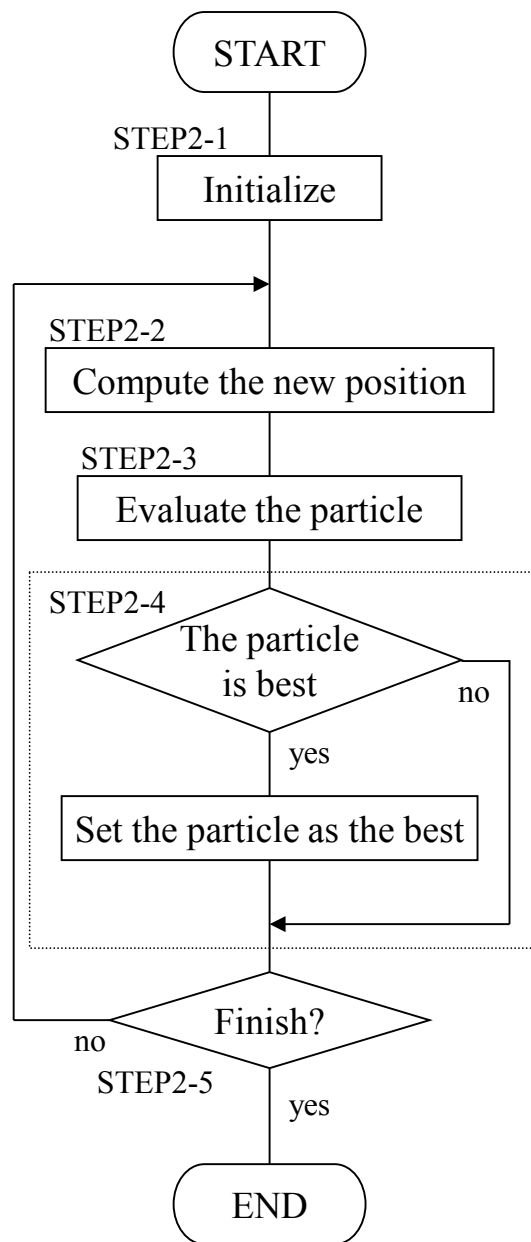 START
STEP2-1
Initialize
STEP2-2
Compute the new position
STEP2-3
Evaluate the particle
STEP2-4
The particle
is best
no
yes
Set the particle as the best
Finish?
no
STEP2-5
yes
END